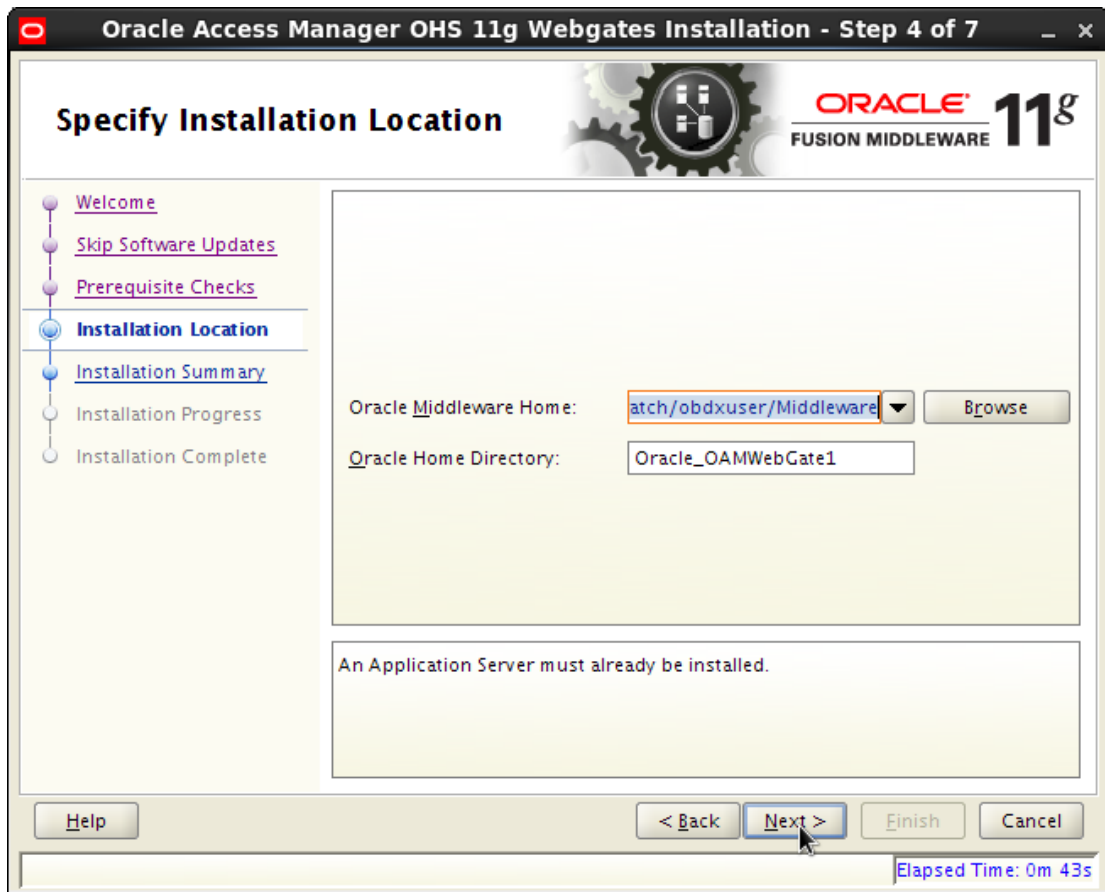 Oracle Access Manager OHS 11g Webgates Installation - Step 4 of 7
Specify Installation Location
ORACLE
FUSION MIDDLEWARE 11g
Welcome
Skip Software Updates
Prerequisite Checks
Installation Location
Installation Summary
Installation Progress
Installation Complete
Oracle Middleware Home: atch/obdxuser/Middleware Browse
Oracle Home Directory: Oracle_OAMWebGate1
An Application Server must already be installed.
Help < Back Next > Finish Cancel
Elapsed Time: 0m 43s